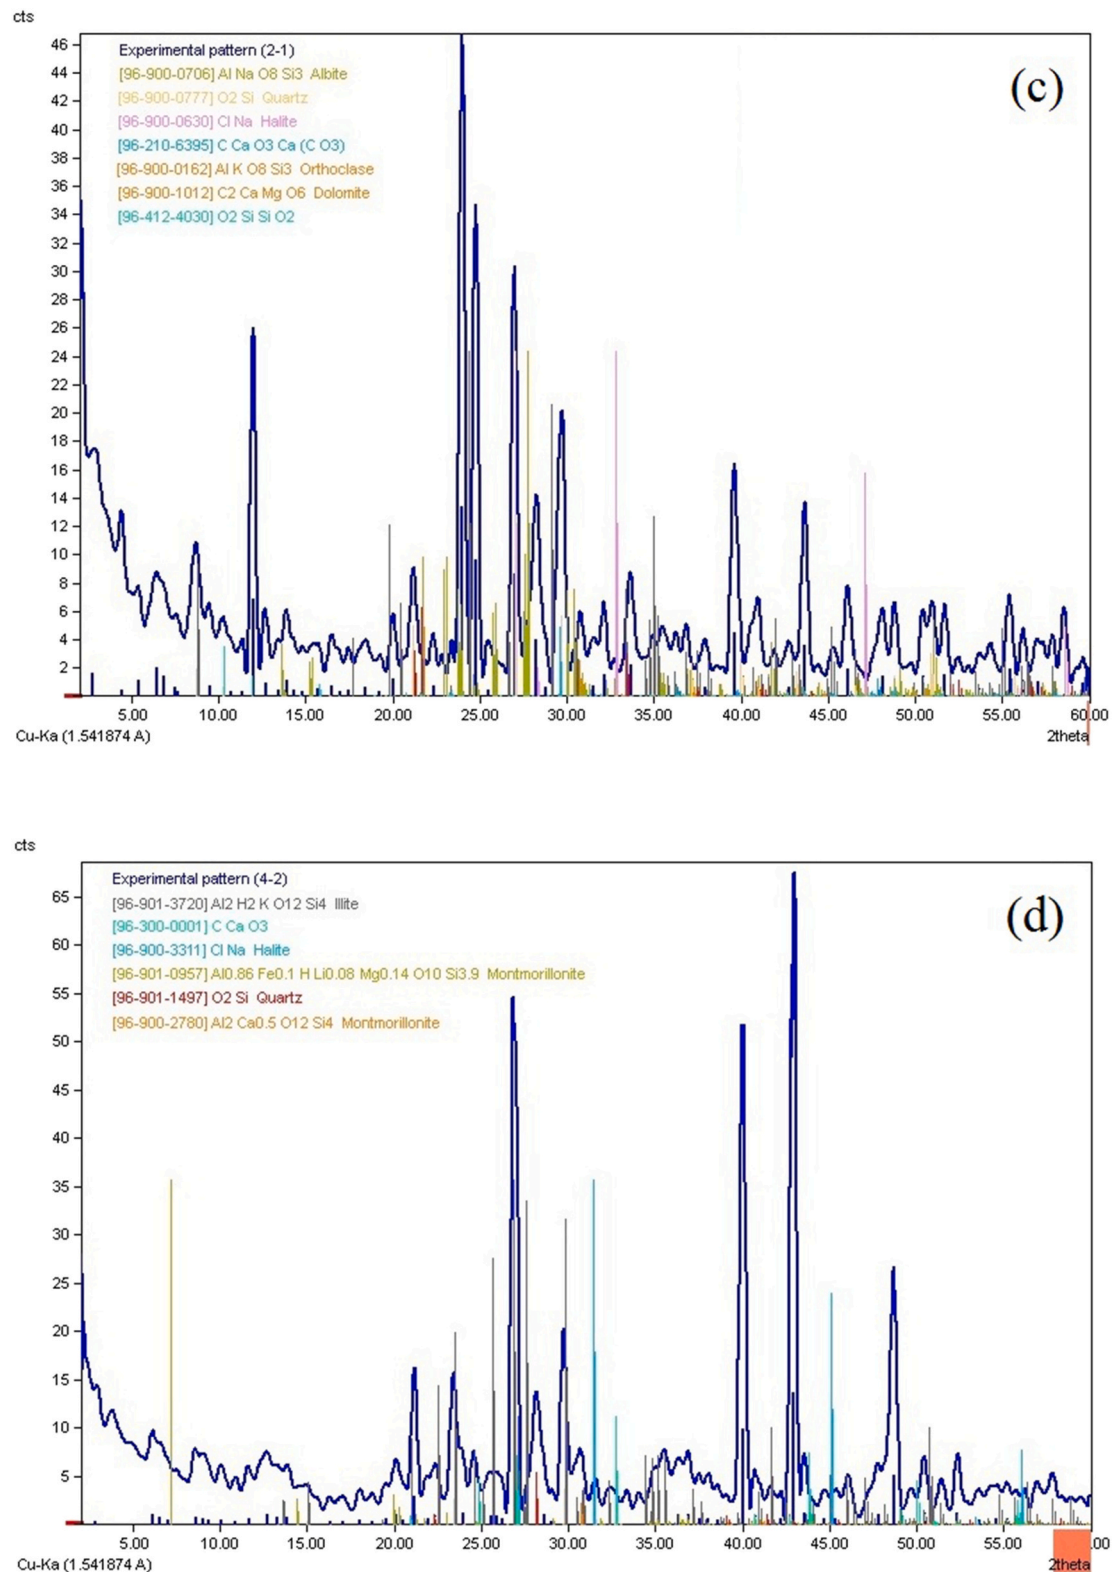 cts
46
44
42
40
38
36
34
32
30
28
26
24
22
20
18
16
14
12
10
8
6
4
2
Experimental pattern (2-1)
[96-900-0706] Al Na O8 Si3 Albite
[96-900-0777] O2 Si Quartz
[96-900-0630] Cl Na Halite
[96-210-6395] C Ca O3 Ca (C O3)
[96-900-0162] Al K O8 Si3 Orthoclase
[96-900-1012] C2 Ca Mg O6 Dolomite
[96-412-4030] O2 Si Si O2
(c)
5.00 10.00 15.00 20.00 25.00 30.00 35.00 40.00 45.00 50.00 55.00 60.00
Cu-Ka (1.541874 A) 2theta
cts
65
60
55
50
45
40
35
30
25
20
15
10
5
Experimental pattern (4-2)
[96-901-3720] Al2 H2 K O12 Si4 Illite
[96-300-0001] C Ca O3
[96-900-3311] Cl Na Halite
[96-901-0957] Al0.86 Fe0.1 H Li0.08 Mg0.14 O10 Si3.9 Montmorillonite
[96-901-1497] O2 Si Quartz
[96-900-2780] Al2 Ca0.5 O12 Si4 Montmorillonite
(d)
5.00 10.00 15.00 20.00 25.00 30.00 35.00 40.00 45.00 50.00 55.00
Cu-Ka (1.541874 A) 2theta